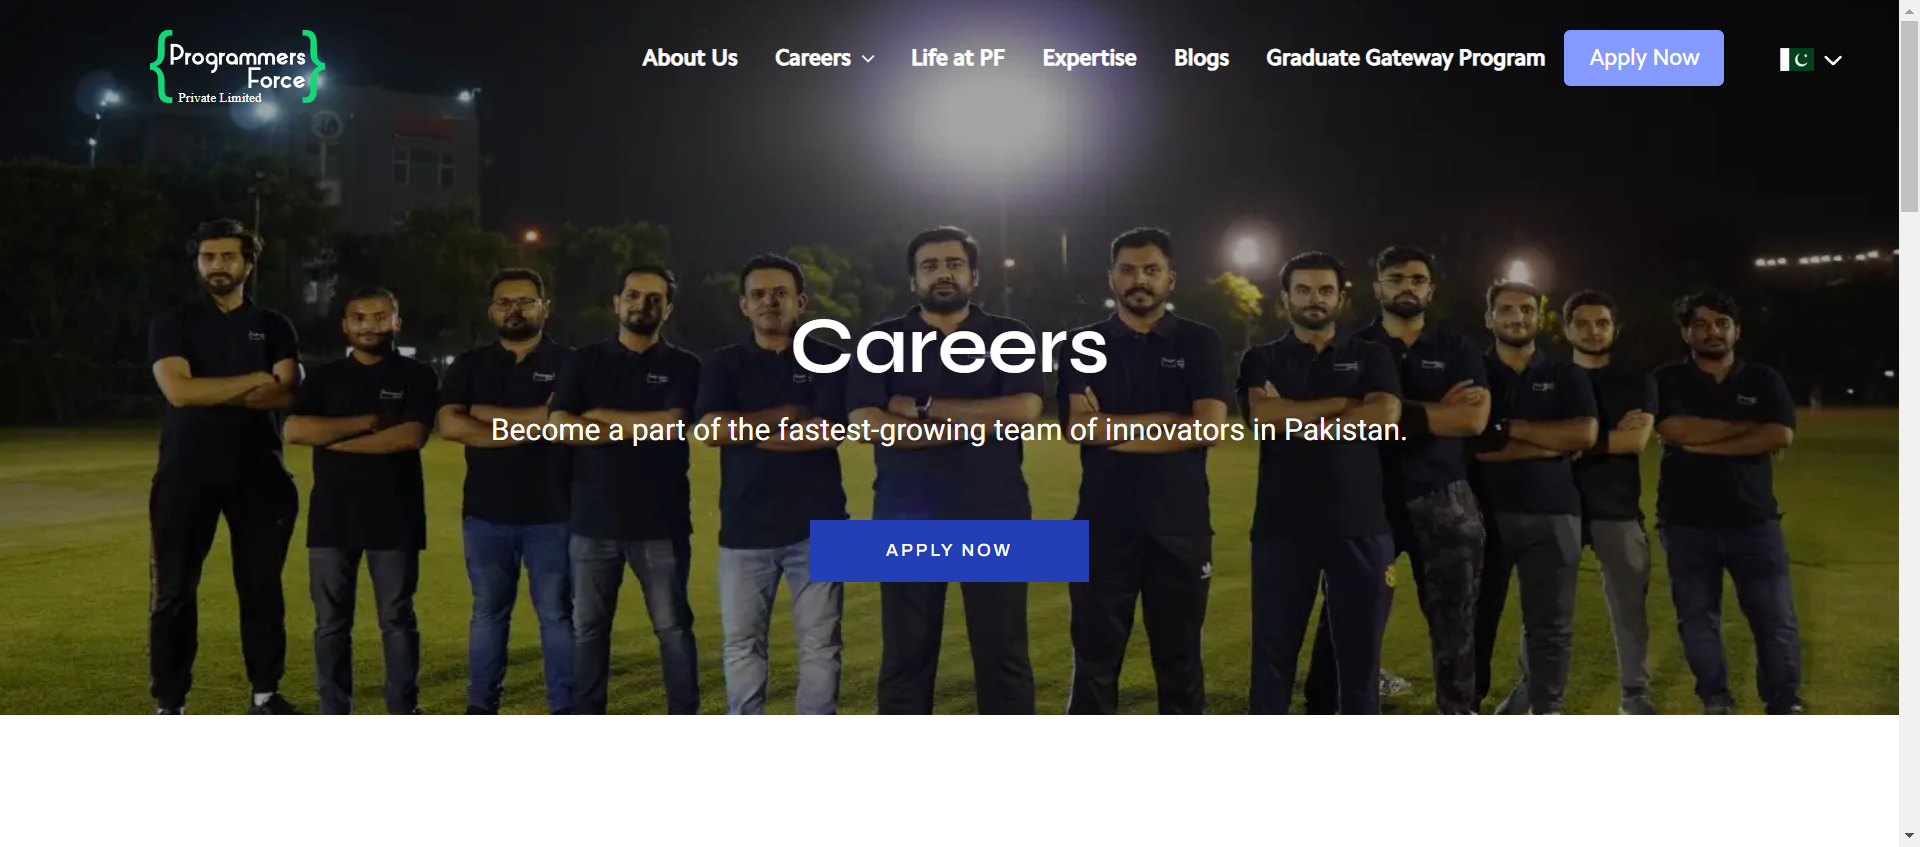 Programmers
Force
Private Limited
About Us
Careers
Life at PF
Expertise
Blogs
Graduate Gateway Program
Apply Now
Careers
Become a part of the fastest-growing team of innovators in Pakistan.
APPLY NOW